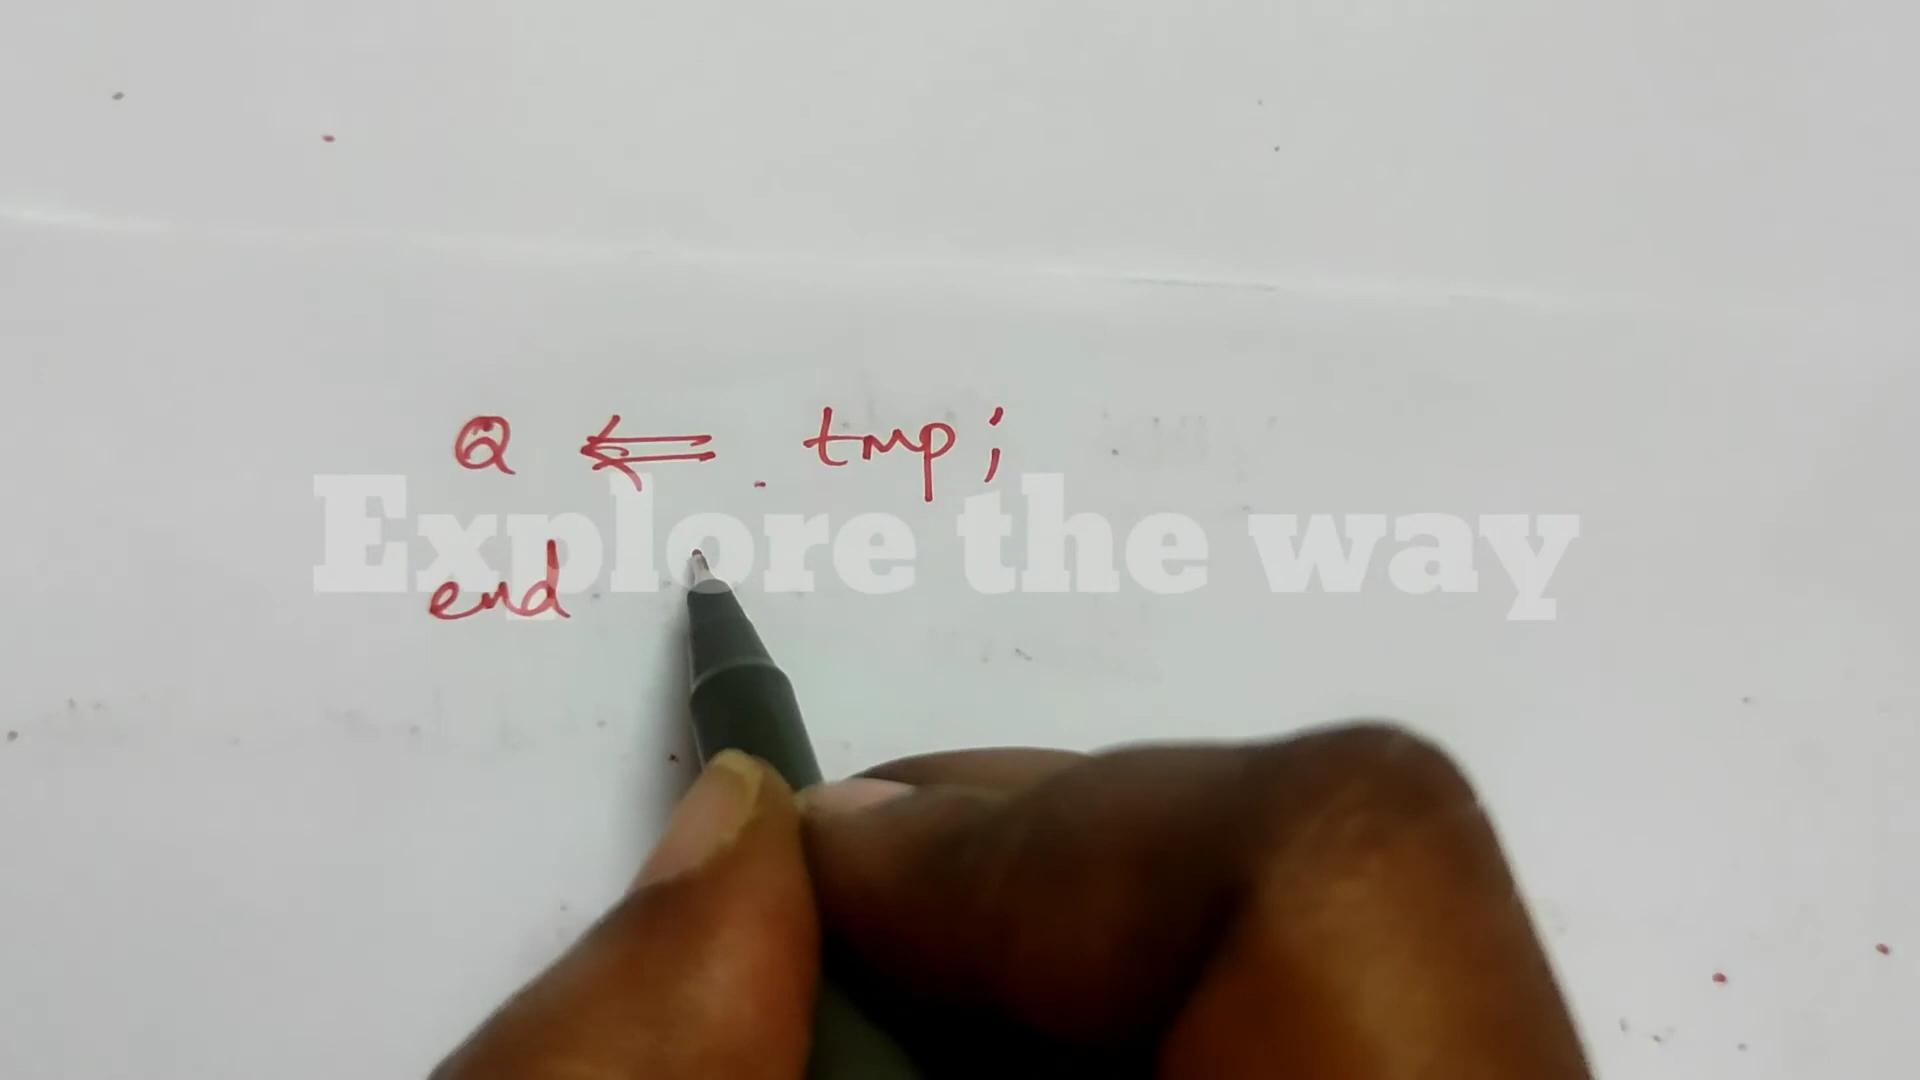 Q <= tmp;
Explore the way
end